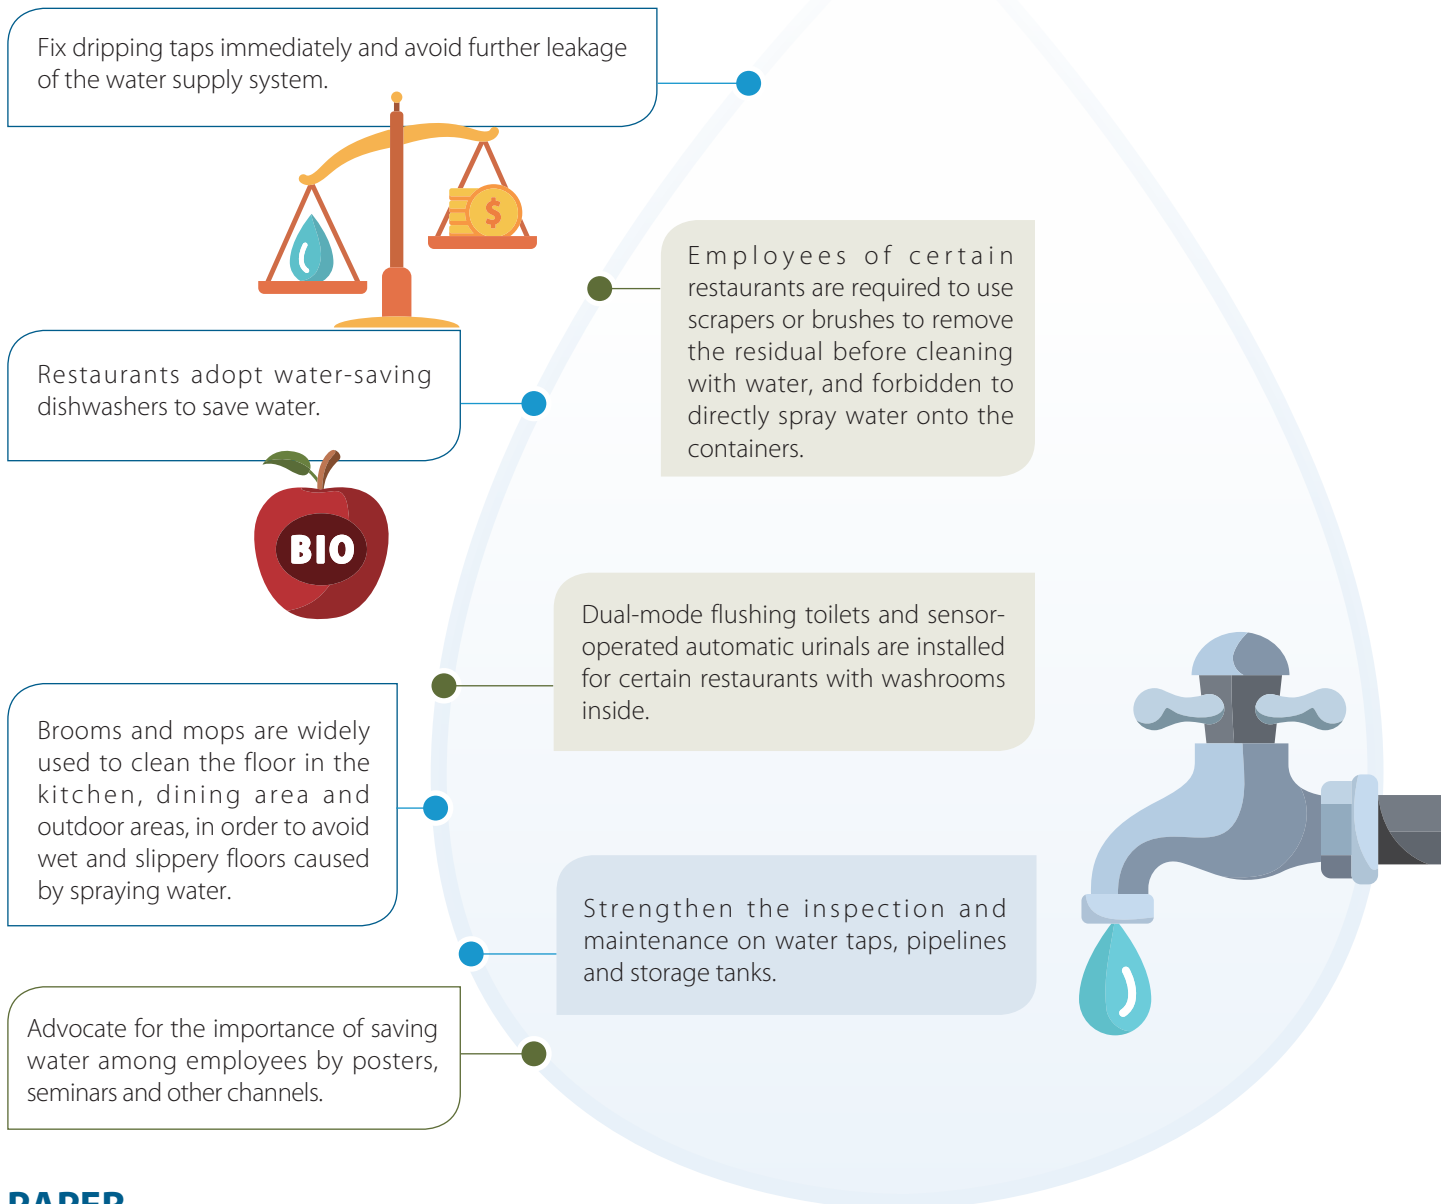 Fix dripping taps immediately and avoid further leakage
of the water supply system.
$
Employees of certain
restaurants are required to use
scrapers or brushes to remove
the residual before cleaning
with water, and forbidden to
directly spray water onto the
containers.
Restaurants adopt water-saving
dishwashers to save water.
BIO
Dual-mode flushing toilets and sensor-
operated automatic urinals are installed
for certain restaurants with washrooms
inside.
Brooms and mops are widely
used to clean the floor in the
kitchen, dining area and
outdoor areas, in order to avoid
wet and slippery floors caused
by spraying water.
Strengthen the inspection and
maintenance on water taps, pipelines
and storage tanks.
Advocate for the importance of saving
water among employees by posters,
seminars and other channels.
PAPER